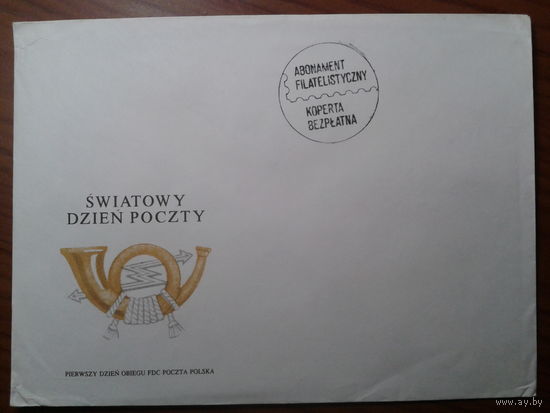 ABONAMENT
FILATELISTYCZNY
KOPERTA
BEZPŁATNA
ŚWIATOWY
DZIEŃ POCZTY
PIERWSZY DZIEŃ OBIEGU FDC POCZTA POLSKA
www.ay.by